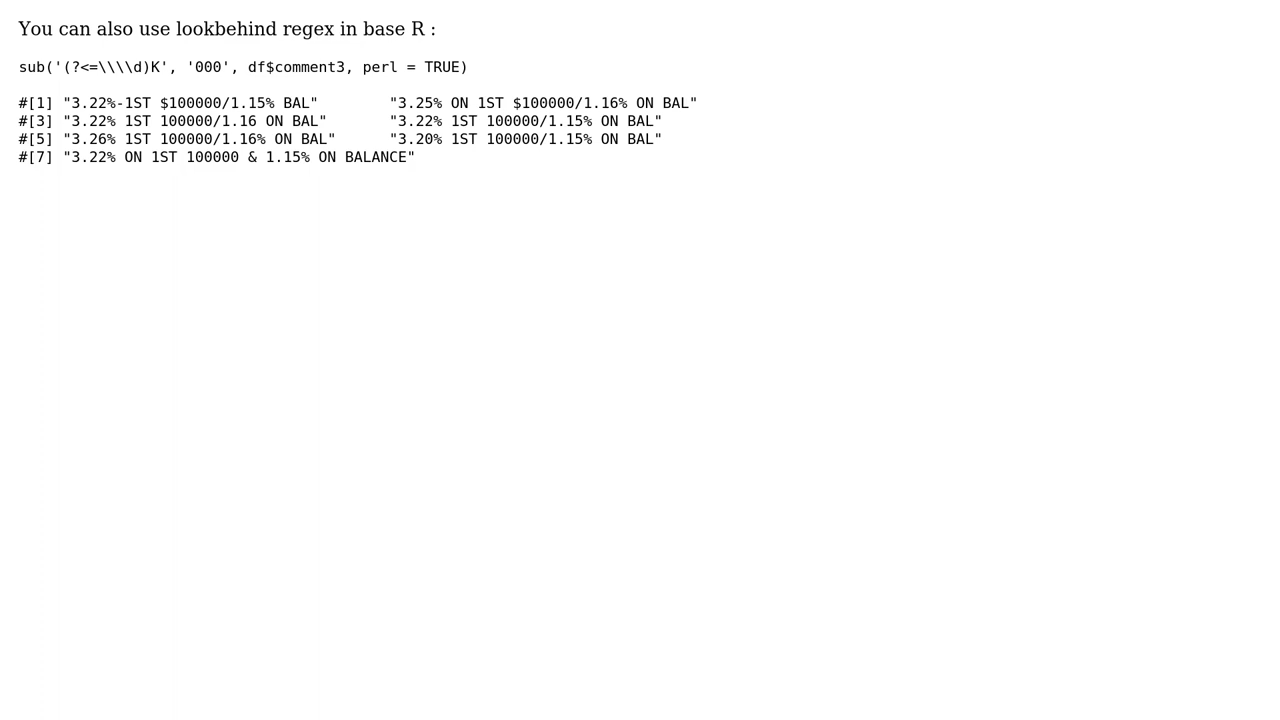 You can also use lookbehind regex in base R :
sub('(?<=\\\\d)K', '000', df$comment3, perl = TRUE)
#[1] "3.22%-1ST $100000/1.15% BAL"        "3.25% ON 1ST $100000/1.16% ON BAL"
#[3] "3.22% 1ST 100000/1.16 ON BAL"       "3.22% 1ST 100000/1.15% ON BAL"
#[5] "3.26% 1ST 100000/1.16% ON BAL"      "3.20% 1ST 100000/1.15% ON BAL"
#[7] "3.22% ON 1ST 100000 & 1.15% ON BALANCE"